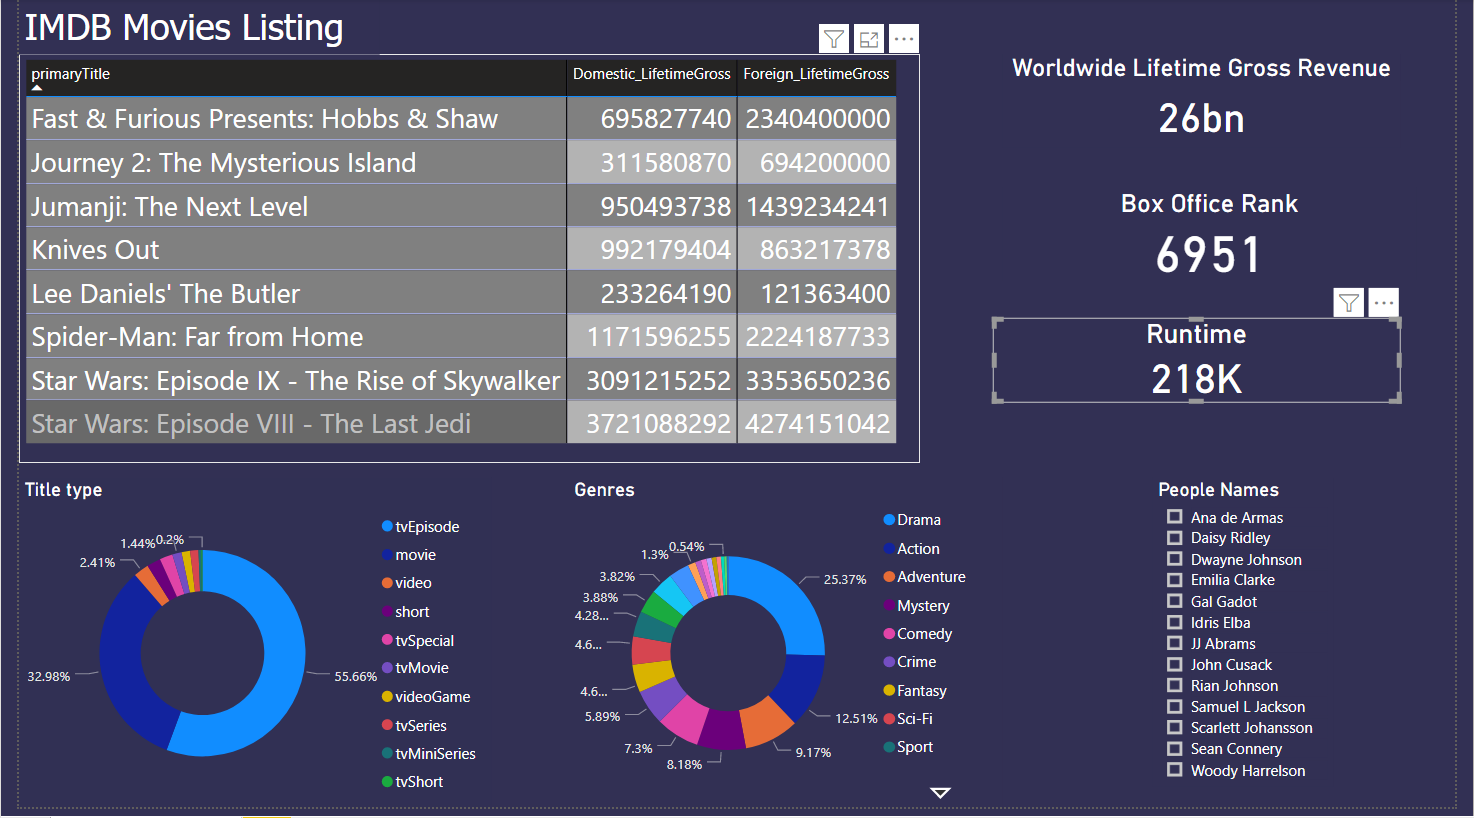 IMDB Movies Listing
primaryTitle Domestic_LifetimeGross Foreign_LifetimeGross
Fast & Furious Presents: Hobbs & Shaw 695827740 2340400000
Journey 2: The Mysterious Island 311580870 694200000
Jumanji: The Next Level 950493738 1439234241
Knives Out 992179404 863217378
Lee Daniels' The Butler 233264190 121363400
Spider-Man: Far from Home 1171596255 2224187733
Star Wars: Episode IX - The Rise of Skywalker 3091215252 3353650236
Star Wars: Episode VIII - The Last Jedi 3721088292 4274151042
Worldwide Lifetime Gross Revenue
26bn
Box Office Rank
6951
Runtime
218K
Title type
1.44%
0.2%
2.41%
32.98%
55.66%
tvEpisode
movie
video
short
tvSpecial
tvMovie
videoGame
tvSeries
tvMiniSeries
tvShort
Genres
0.54%
1.3%
3.82%
3.88%
4.28...
4.6...
4.6...
5.89%
7.3%
8.18%
9.17%
12.51%
25.37%
Drama
Action
Adventure
Mystery
Comedy
Crime
Fantasy
Sci-Fi
Sport
People Names
Ana de Armas
Daisy Ridley
Dwayne Johnson
Emilia Clarke
Gal Gadot
Idris Elba
JJ Abrams
John Cusack
Rian Johnson
Samuel L Jackson
Scarlett Johansson
Sean Connery
Woody Harrelson